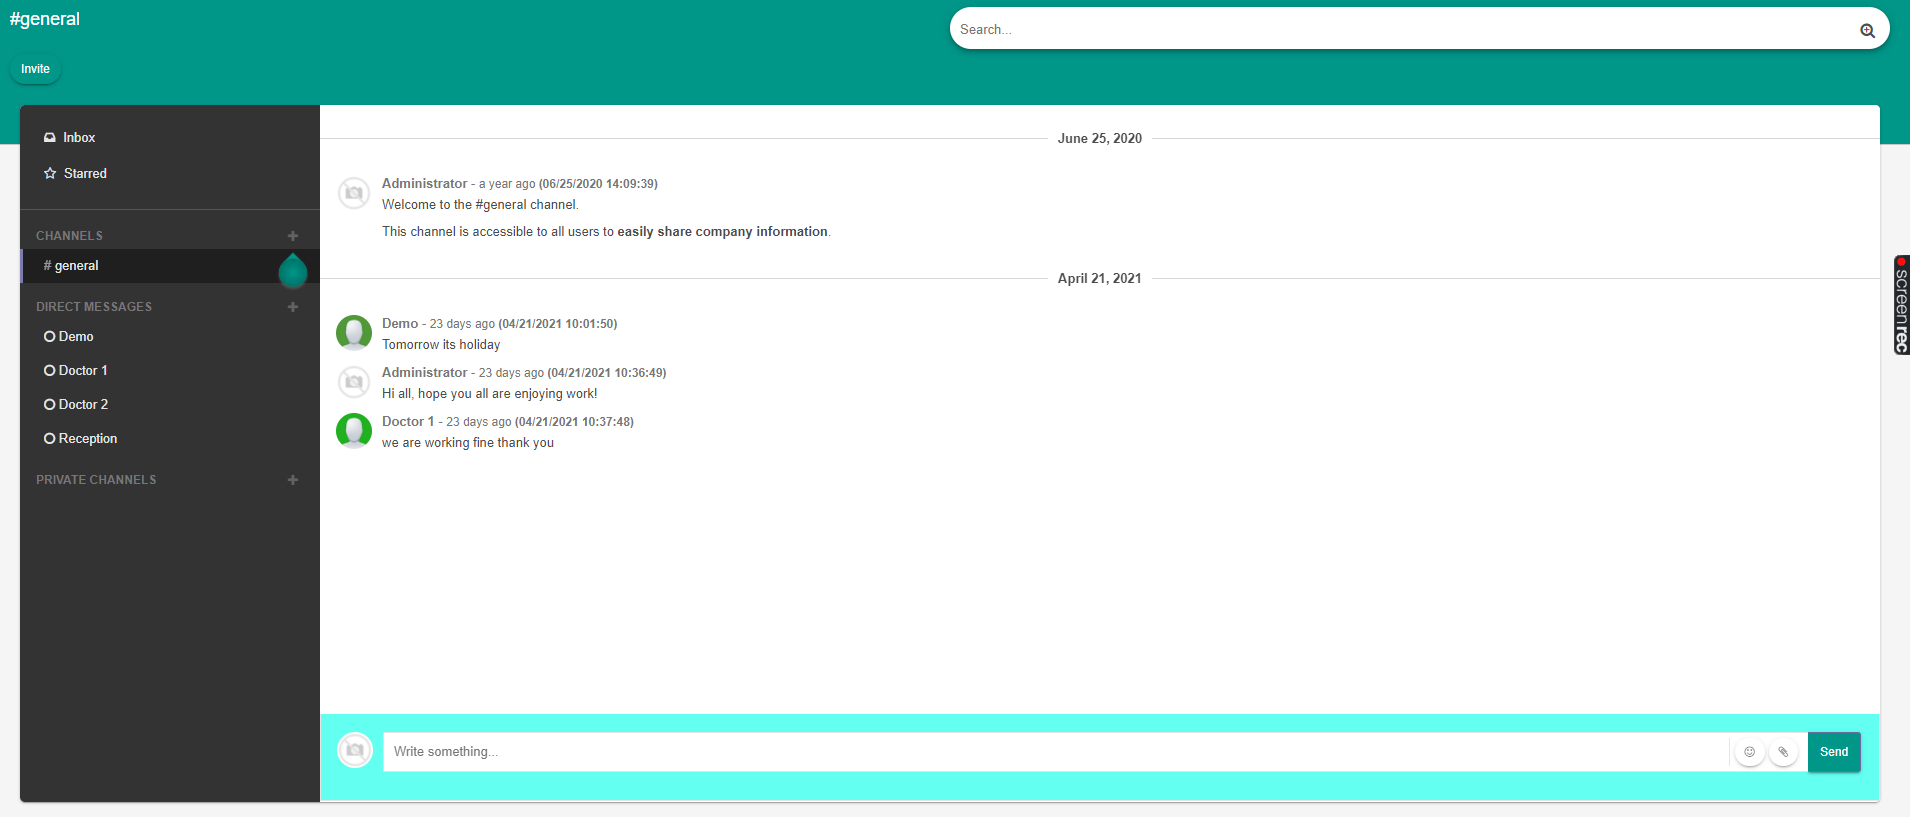 #general
Search...
Invite
Inbox
Starred
CHANNELS
# general
DIRECT MESSAGES
Demo
Doctor 1
Doctor 2
Reception
PRIVATE CHANNELS
June 25, 2020
Administrator - a year ago (06/25/2020 14:09:39)
Welcome to the #general channel.
This channel is accessible to all users to easily share company information.
April 21, 2021
Demo - 23 days ago (04/21/2021 10:01:50)
Tomorrow its holiday
Administrator - 23 days ago (04/21/2021 10:36:49)
Hi all, hope you all are enjoying work!
Doctor 1 - 23 days ago (04/21/2021 10:37:48)
we are working fine thank you
Write something...
Send
screenrec